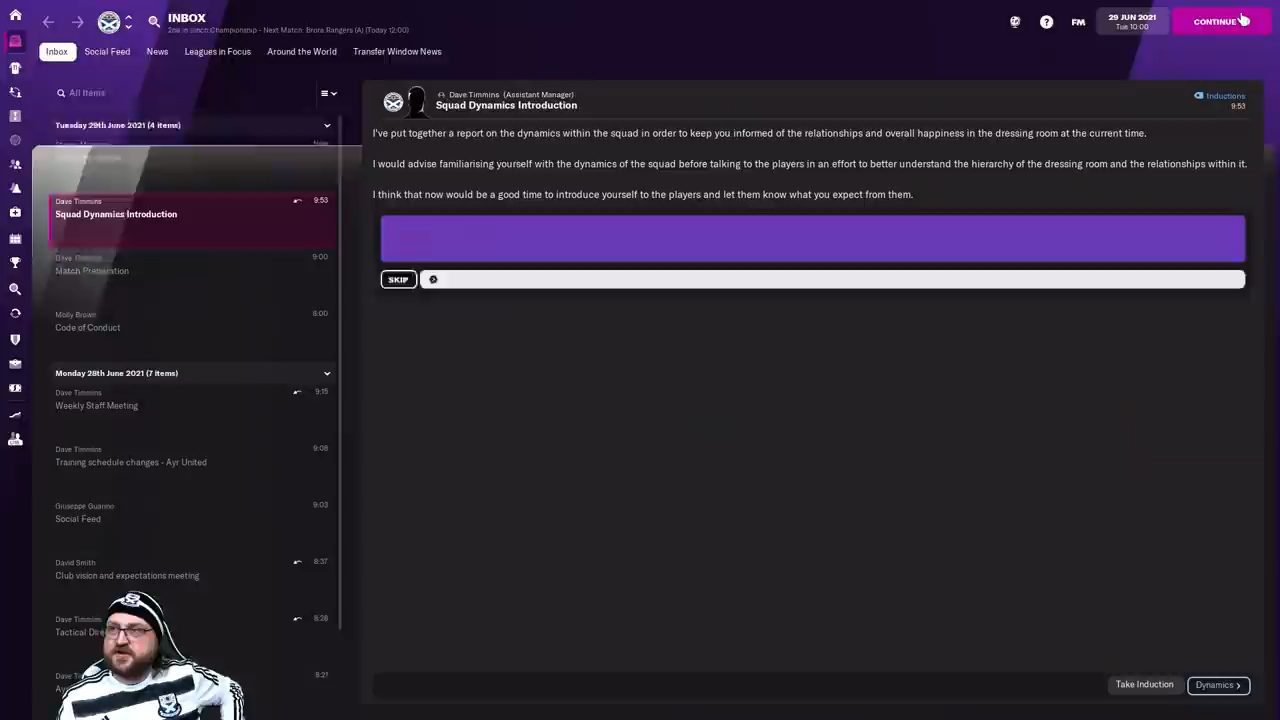 INBOX
2nd in cinch Championship - Next Match: Brora Rangers (A) (Today 12:00)
FM
29 JUN 2021
Tue 10:00
CONTINUE
Inbox
Social Feed
News
Leagues in Focus
Around the World
Transfer Window News
All Items
Tuesday 29th June 2021 (4 items)
Dave Timmins
9:53
Squad Dynamics Introduction
Dave Timmins
9:00
Match Preparation
Molly Brown
8:00
Code of Conduct
Monday 28th June 2021 (7 items)
Dave Timmins
9:15
Weekly Staff Meeting
Dave Timmins
9:08
Training schedule changes - Ayr United
Giuseppe Guarino
9:03
Social Feed
David Smith
8:37
Club vision and expectations meeting
Dave Timmins
8:28
Tactical
8:21
Dave Timmins (Assistant Manager)
Squad Dynamics Introduction
Inductions
9:53
I've put together a report on the dynamics within the squad in order to keep you informed of the relationships and overall happiness in the dressing room at the current time.
I would advise familiarising yourself with the dynamics of the squad before talking to the players in an effort to better understand the hierarchy of the dressing room and the relationships within it.
I think that now would be a good time to introduce yourself to the players and let them know what you expect from them.
SKIP
Take Induction
Dynamics